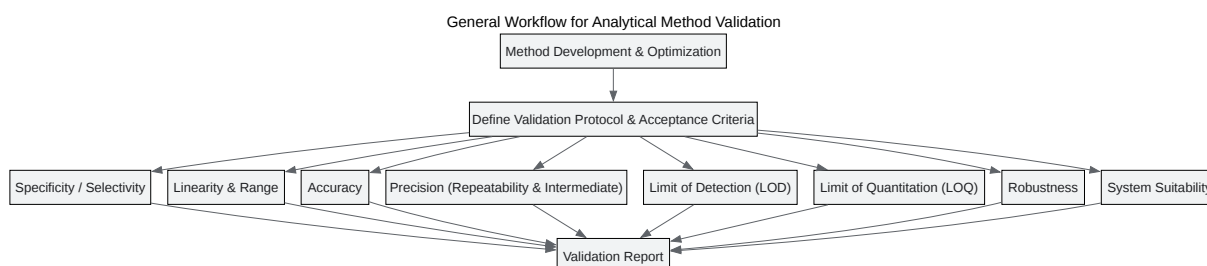 General Workflow for Analytical Method Validation
Method Development & Optimization
Define Validation Protocol & Acceptance Criteria
Specificity / Selectivity
Linearity & Range
Accuracy
Precision (Repeatability & Intermediate)
Limit of Detection (LOD)
Limit of Quantitation (LOQ)
Robustness
System Suitability
Validation Report